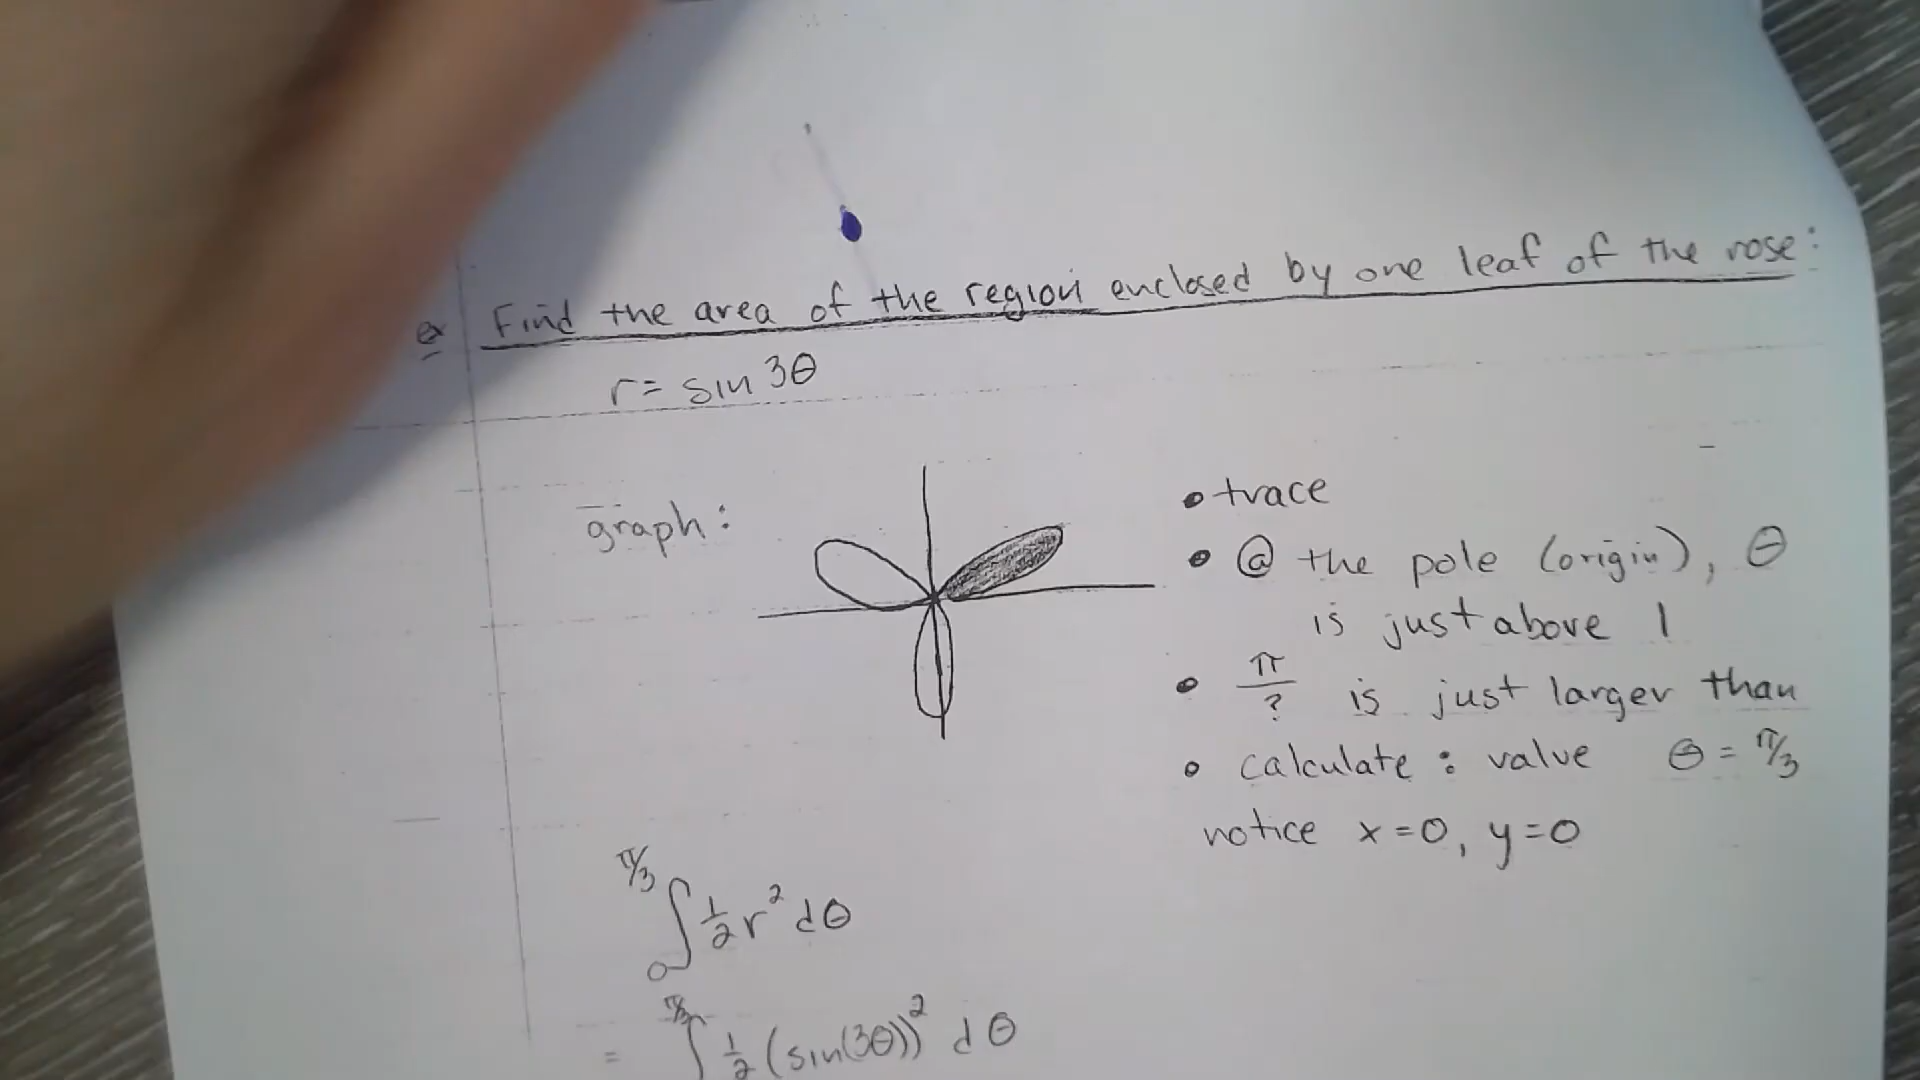 ex Find the area of the region enclosed by one leaf of the rose:
r = sin 3θ
graph:
• trace
• @ the pole (origin), θ
is just above 1
• π/? is just larger than
• calculate : value θ = π/3
notice x=0, y=0
∫₀^(π/3) ½ r² dθ
= ∫^(π/3) ½ (sin(3θ))² dθ